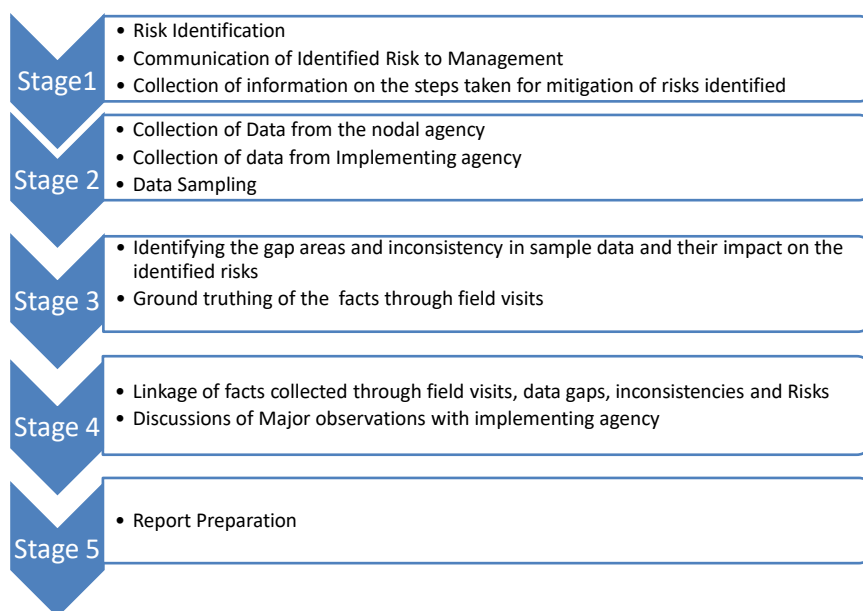 Stage1
• Risk Identification
• Communication of Identified Risk to Management
• Collection of information on the steps taken for mitigation of risks identified
Stage 2
• Collection of Data from the nodal agency
• Collection of data from Implementing agency
• Data Sampling
Stage 3
• Identifying the gap areas and inconsistency in sample data and their impact on the
identified risks
• Ground truthing of the facts through field visits
Stage 4
• Linkage of facts collected through field visits, data gaps, inconsistencies and Risks
• Discussions of Major observations with implementing agency
Stage 5
• Report Preparation